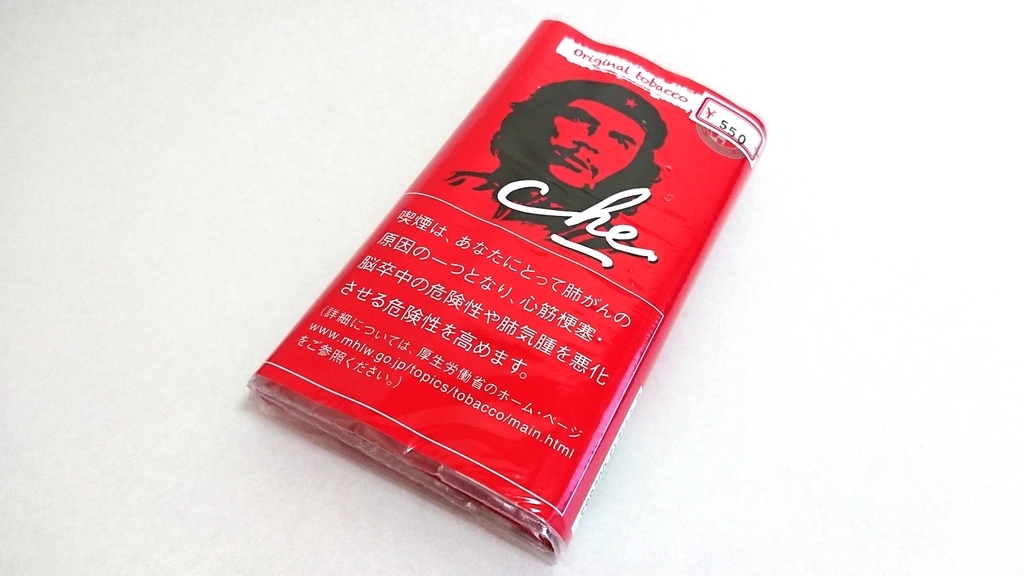 Original tobacco
¥ 550
Che
喫煙は、あなたにとって肺がんの
原因の一つとなり、心筋梗塞・
脳卒中の危険性や肺気腫を悪化
させる危険性を高めます。
(詳細については、厚生労働省のホーム・ページ
www.mhlw.go.jp/topics/tobacco/main.html
をご参照ください。)